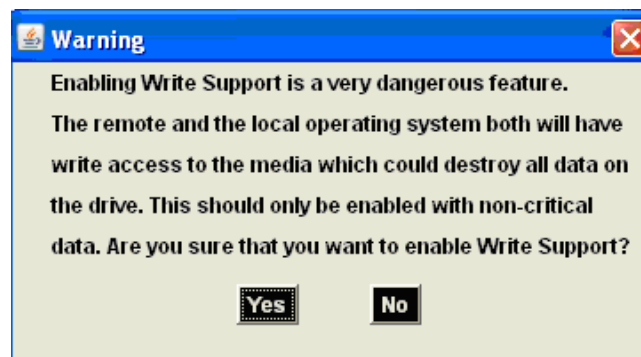 Warning
Enabling Write Support is a very dangerous feature.
The remote and the local operating system both will have
write access to the media which could destroy all data on
the drive. This should only be enabled with non-critical
data. Are you sure that you want to enable Write Support?
Yes No